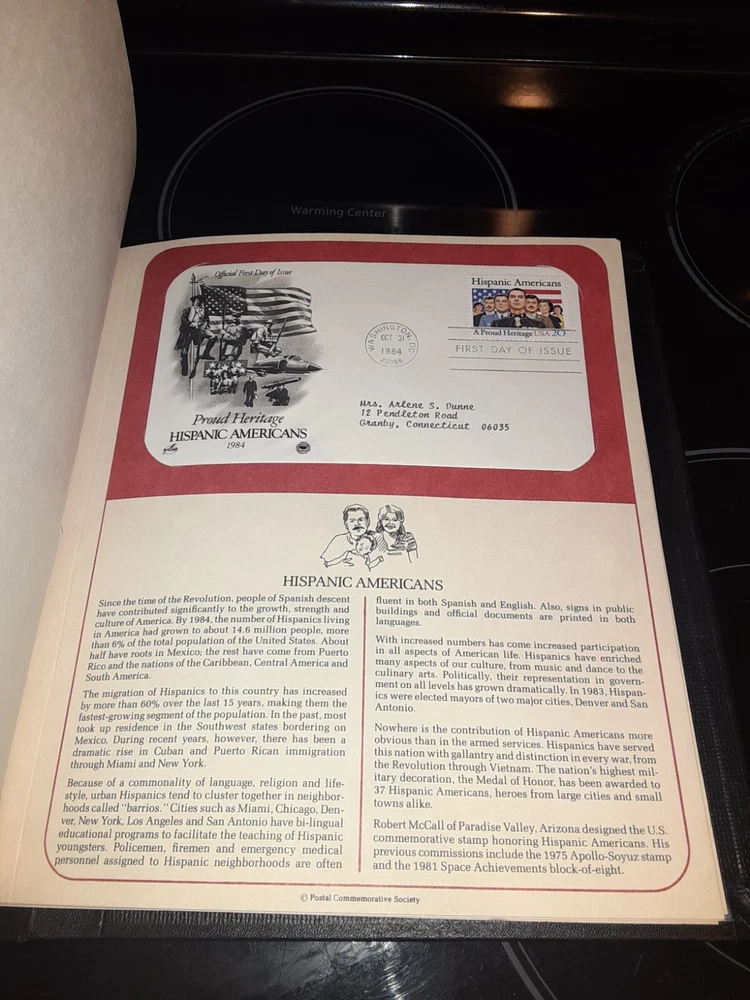 Warming Center
Official First Day of Issue
Hispanic Americans
A Proud Heritage USA 20
WASHINGTON, DC
OCT 31
1984
20066
FIRST DAY OF ISSUE
Mrs. Arlene S. Dunne
12 Pendleton Road
Granby, Connecticut 06035
Proud Heritage
HISPANIC AMERICANS
1984
HISPANIC AMERICANS
Since the time of the Revolution, people of Spanish descent
have contributed significantly to the growth, strength and
culture of America. By 1984, the number of Hispanics living
in America had grown to about 14.6 million people, more
than 6% of the total population of the United States. About
half have roots in Mexico; the rest have come from Puerto
Rico and the nations of the Caribbean, Central America and
South America.
The migration of Hispanics to this country has increased
by more than 60% over the last 15 years, making them the
fastest-growing segment of the population. In the past, most
took up residence in the Southwest states bordering on
Mexico. During recent years, however, there has been a
dramatic rise in Cuban and Puerto Rican immigration
through Miami and New York.
Because of a commonality of language, religion and life-
style, urban Hispanics tend to cluster together in neighbor-
hoods called "barrios." Cities such as Miami, Chicago, Den-
ver, New York, Los Angeles and San Antonio have bi-lingual
educational programs to facilitate the teaching of Hispanic
youngsters. Policemen, firemen and emergency medical
personnel assigned to Hispanic neighborhoods are often
fluent in both Spanish and English. Also, signs in public
buildings and official documents are printed in both
languages.
With increased numbers has come increased participation
in all aspects of American life. Hispanics have enriched
many aspects of our culture, from music and dance to the
culinary arts. Politically, their representation in govern-
ment on all levels has grown dramatically. In 1983, Hispan-
ics were elected mayors of two major cities, Denver and San
Antonio.
Nowhere is the contribution of Hispanic Americans more
obvious than in the armed services. Hispanics have served
this nation with gallantry and distinction in every war, from
the Revolution through Vietnam. The nation's highest mil-
itary decoration, the Medal of Honor, has been awarded to
37 Hispanic Americans, heroes from large cities and small
towns alike.
Robert McCall of Paradise Valley, Arizona designed the U.S.
commemorative stamp honoring Hispanic Americans. His
previous commissions include the 1975 Apollo-Soyuz stamp
and the 1981 Space Achievements block-of-eight.
© Postal Commemorative Society